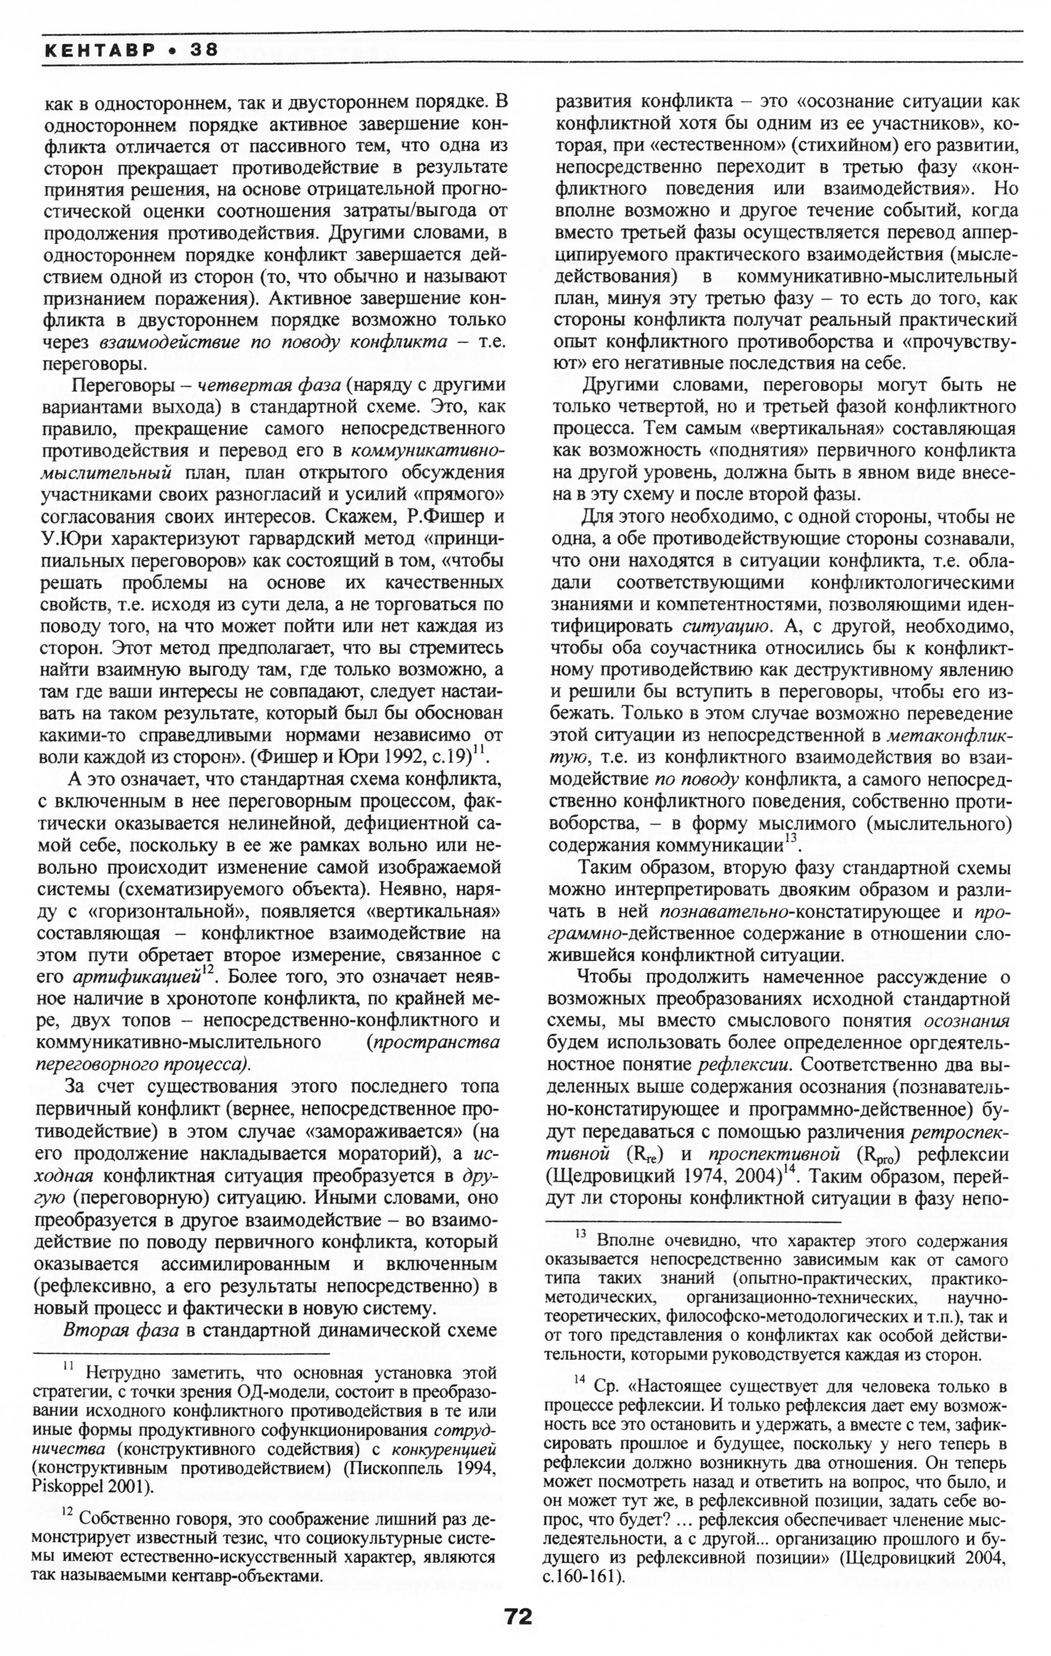 КЕНТАВР • 38
как в одностороннем, так и двустороннем порядке. В
одностороннем порядке активное завершение кон-
фликта отличается от пассивного тем, что одна из
сторон прекращает противодействие в результате
принятия решения, на основе отрицательной прогно-
стической оценки соотношения затраты/выгода от
продолжения противодействия. Другими словами, в
одностороннем порядке конфликт завершается дей-
ствием одной из сторон (то, что обычно и называют
признанием поражения). Активное завершение кон-
фликта в двустороннем порядке возможно только
через взаимодействие по поводу конфликта – т.е.
переговоры.
Переговоры – четвертая фаза (наряду с другими
вариантами выхода) в стандартной схеме. Это, как
правило, прекращение самого непосредственного
противодействия и перевод его в коммуникативно-
мыслительный план, план открытого обсуждения
участниками своих разногласий и усилий «прямого»
согласования своих интересов. Скажем, Р.Фишер и
У.Юри характеризуют гарвардский метод «принци-
пиальных переговоров» как состоящий в том, «чтобы
решать проблемы на основе их качественных
свойств, т.е. исходя из сути дела, а не торговаться по
поводу того, на что может пойти или нет каждая из
сторон. Этот метод предполагает, что вы стремитесь
найти взаимную выгоду там, где только возможно, а
там где ваши интересы не совпадают, следует настаи-
вать на таком результате, который был бы обоснован
какими-то справедливыми нормами независимо от
воли каждой из сторон». (Фишер и Юри 1992, с.19)11.
А это означает, что стандартная схема конфликта,
с включенным в нее переговорным процессом, фак-
тически оказывается нелинейной, дефициентной са-
мой себе, поскольку в ее же рамках вольно или не-
вольно происходит изменение самой изображаемой
системы (схематизируемого объекта). Неявно, наря-
ду с «горизонтальной», появляется «вертикальная»
составляющая – конфликтное взаимодействие на
этом пути обретает второе измерение, связанное с
его артификацией12. Более того, это означает неяв-
ное наличие в хронотопе конфликта, по крайней ме-
ре, двух топов – непосредственно-конфликтного и
коммуникативно-мыслительного (пространства
переговорного процесса).
За счет существования этого последнего топа
первичный конфликт (вернее, непосредственное про-
тиводействие) в этом случае «замораживается» (на
его продолжение накладывается мораторий), а ис-
ходная конфликтная ситуация преобразуется в дру-
гую (переговорную) ситуацию. Иными словами, оно
преобразуется в другое взаимодействие – во взаимо-
действие по поводу первичного конфликта, который
оказывается ассимилированным и включенным
(рефлексивно, а его результаты непосредственно) в
новый процесс и фактически в новую систему.
Вторая фаза в стандартной динамической схеме
11 Нетрудно заметить, что основная установка этой
стратегии, с точки зрения ОД-модели, состоит в преобразо-
вании исходного конфликтного противодействия в те или
иные формы продуктивного софункционирования сотруд-
ничества (конструктивного содействия) с конкуренцией
(конструктивным противодействием) (Пископпель 1994,
Piskoppel 2001).
12 Собственно говоря, это соображение лишний раз де-
монстрирует известный тезис, что социокультурные систе-
мы имеют естественно-искусственный характер, являются
так называемыми кентавр-объектами.
развития конфликта – это «осознание ситуации как
конфликтной хотя бы одним из ее участников», ко-
торая, при «естественном» (стихийном) его развитии,
непосредственно переходит в третью фазу «кон-
фликтного поведения или взаимодействия». Но
вполне возможно и другое течение событий, когда
вместо третьей фазы осуществляется перевод аппер-
ципируемого практического взаимодействия (мысле-
действования) в коммуникативно-мыслительный
план, минуя эту третью фазу – то есть до того, как
стороны конфликта получат реальный практический
опыт конфликтного противоборства и «прочувству-
ют» его негативные последствия на себе.
Другими словами, переговоры могут быть не
только четвертой, но и третьей фазой конфликтного
процесса. Тем самым «вертикальная» составляющая
как возможность «поднятия» первичного конфликта
на другой уровень, должна быть в явном виде внесе-
на в эту схему и после второй фазы.
Для этого необходимо, с одной стороны, чтобы не
одна, а обе противодействующие стороны сознавали,
что они находятся в ситуации конфликта, т.е. обла-
дали соответствующими конфликтологическими
знаниями и компетентностями, позволяющими иден-
тифицировать ситуацию. А, с другой, необходимо,
чтобы оба соучастника относились бы к конфликт-
ному противодействию как деструктивному явлению
и решили бы вступить в переговоры, чтобы его из-
бежать. Только в этом случае возможно переведение
этой ситуации из непосредственной в метаконфлик-
тую, т.е. из конфликтного взаимодействия во взаи-
модействие по поводу конфликта, а самого непосред-
ственно конфликтного поведения, собственно проти-
воборства, – в форму мыслимого (мыслительного)
содержания коммуникации13.
Таким образом, вторую фазу стандартной схемы
можно интерпретировать двояким образом и разли-
чать в ней познавательно-констатирующее и про-
граммно-действенное содержание в отношении сло-
жившейся конфликтной ситуации.
Чтобы продолжить намеченное рассуждение о
возможных преобразованиях исходной стандартной
схемы, мы вместо смыслового понятия осознания
будем использовать более определенное оргдеятель-
ностное понятие рефлексии. Соответственно два вы-
деленных выше содержания осознания (познаватель-
но-констатирующее и программно-действенное) бу-
дут передаваться с помощью различения ретроспек-
тивной (Rre) и проспективной (Rpro) рефлексии
(Щедровицкий 1974, 2004)14. Таким образом, перей-
дут ли стороны конфликтной ситуации в фазу непо-
13 Вполне очевидно, что характер этого содержания
оказывается непосредственно зависимым как от самого
типа таких знаний (опытно-практических, практико-
методических, организационно-технических, научно-
теоретических, философско-методологических и т.п.), так и
от того представления о конфликтах как особой действи-
тельности, которыми руководствуется каждая из сторон.
14 Ср. «Настоящее существует для человека только в
процессе рефлексии. И только рефлексия дает ему возмож-
ность все это остановить и удержать, а вместе с тем, зафик-
сировать прошлое и будущее, поскольку у него теперь в
рефлексии должно возникнуть два отношения. Он теперь
может посмотреть назад и ответить на вопрос, что было, и
он может тут же, в рефлексивной позиции, задать себе во-
прос, что будет? … рефлексия обеспечивает членение мыс-
ледеятельности, а с другой... организацию прошлого и бу-
дущего из рефлексивной позиции» (Щедровицкий 2004,
с.160-161).
72